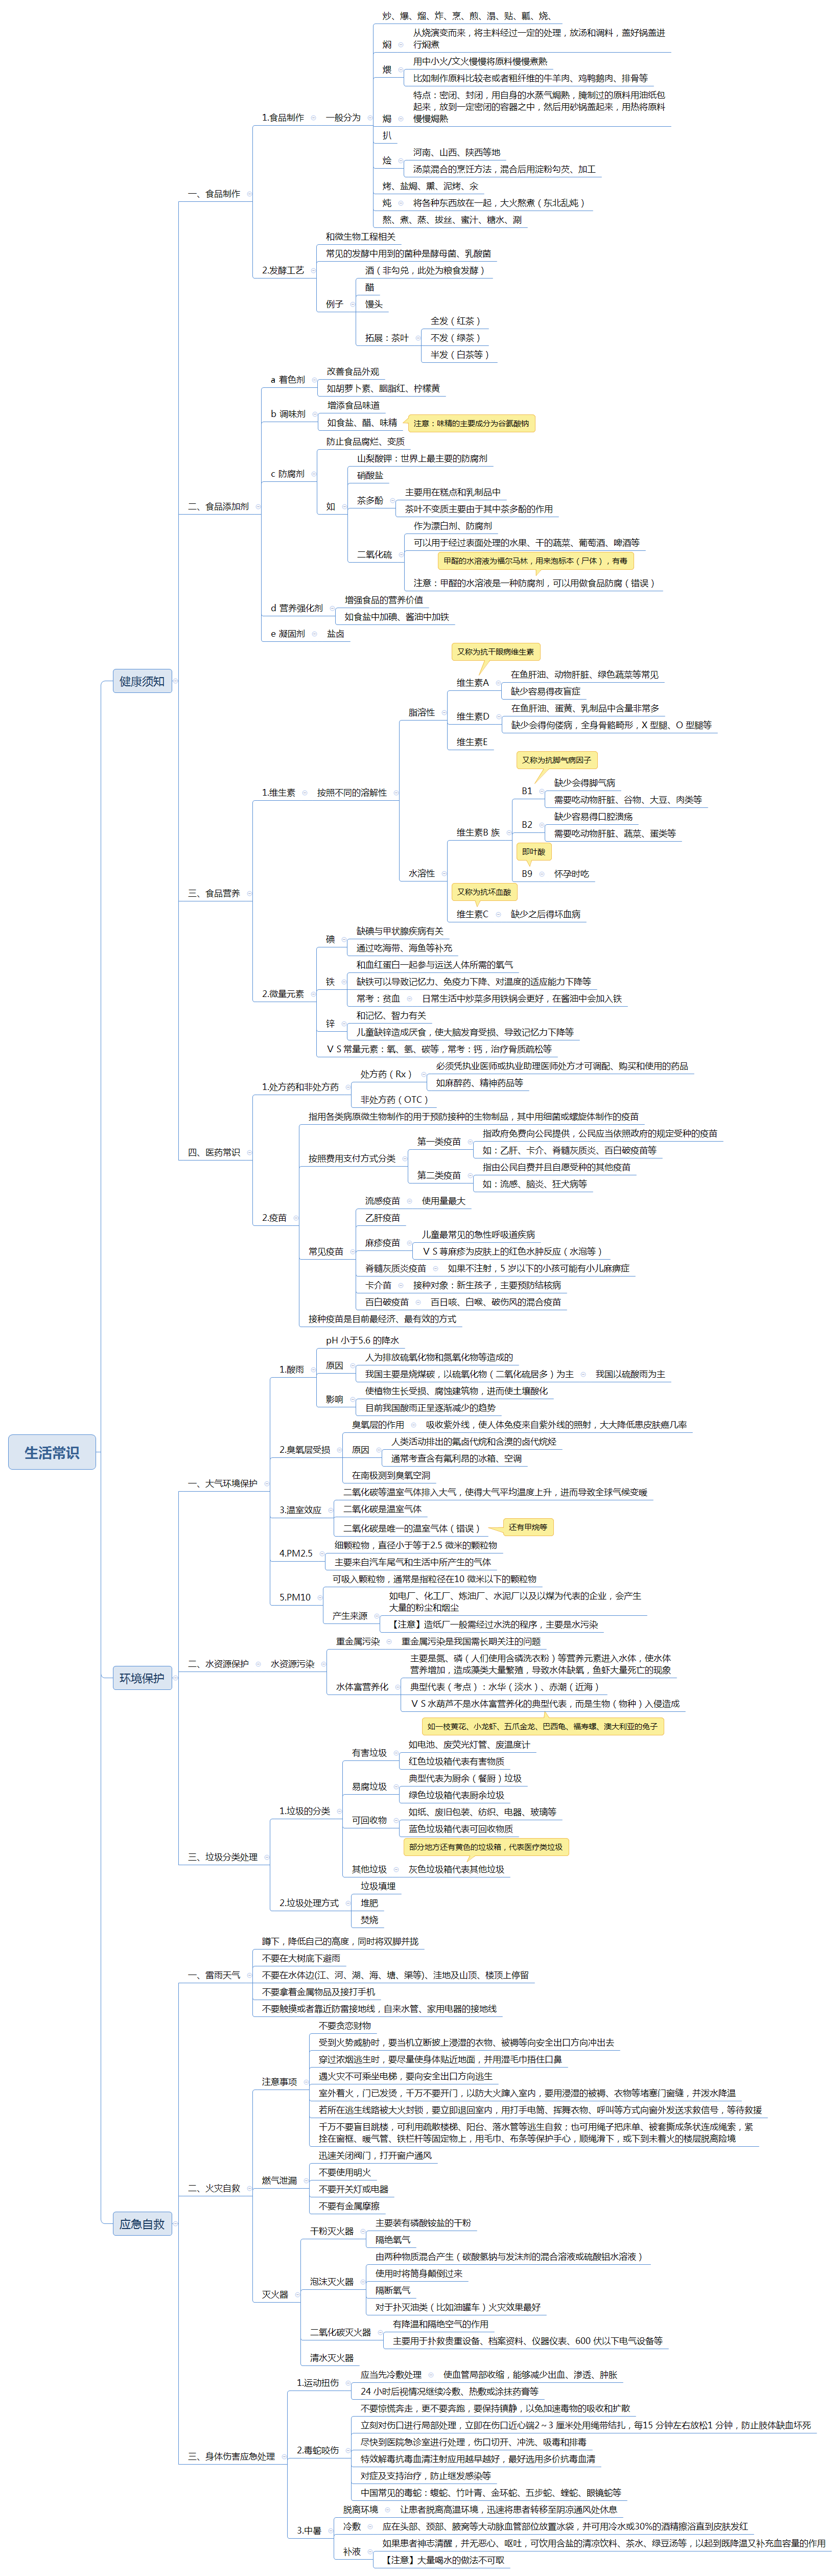 生活常识
健康须知
一、食品制作
1.食品制作
一般分为
炒、爆、熘、炸、烹、煎、溻、贴、瓤、烧、
焖
从烧演变而来，将主料经过一定的处理，放汤和调料，盖好锅盖进
行焖煮
煨
用中小火/文火慢慢将原料慢慢煮熟
比如制作原料比较老或者粗纤维的牛羊肉、鸡鸭鹅肉、排骨等
焗
特点：密闭、封闭，用自身的水蒸气焗熟，腌制过的原料用油纸包
起来，放到一定密闭的容器之中，然后用砂锅盖起来，用热将原料
慢慢焗熟
扒
烩
河南、山西、陕西等地
汤菜混合的烹饪方法，混合后用淀粉勾芡、加工
烤、盐焗、熏、泥烤、汆
炖
将各种东西放在一起，大火熬煮（东北乱炖）
熬、煮、蒸、拔丝、蜜汁、糖水、涮
2.发酵工艺
和微生物工程相关
常见的发酵中用到的菌种是酵母菌、乳酸菌
例子
酒（非勾兑，此处为粮食发酵）
醋
馒头
拓展：茶叶
全发（红茶）
不发（绿茶）
半发（白茶等）
二、食品添加剂
a 着色剂
改善食品外观
如胡萝卜素、胭脂红、柠檬黄
b 调味剂
增添食品味道
如食盐、醋、味精
注意：味精的主要成分为谷氨酸钠
c 防腐剂
防止食品腐烂、变质
如
山梨酸钾：世界上最主要的防腐剂
硝酸盐
茶多酚
主要用在糕点和乳制品中
茶叶不变质主要由于其中茶多酚的作用
二氧化硫
作为漂白剂、防腐剂
可以用于经过表面处理的水果、干的蔬菜、葡萄酒、啤酒等
甲醛的水溶液为福尔马林，用来泡标本（尸体），有毒
注意：甲醛的水溶液是一种防腐剂，可以用做食品防腐（错误）
d 营养强化剂
增强食品的营养价值
如食盐中加碘、酱油中加铁
e 凝固剂
盐卤
三、食品营养
1.维生素
按照不同的溶解性
脂溶性
又称为抗干眼病维生素
维生素A
在鱼肝油、动物肝脏、绿色蔬菜等常见
缺少容易得夜盲症
维生素D
在鱼肝油、蛋黄、乳制品中含量非常多
缺少会得佝偻病，全身骨骼畸形，X 型腿、O 型腿等
维生素E
水溶性
维生素B 族
又称为抗脚气病因子
B1
缺少会得脚气病
需要吃动物肝脏、谷物、大豆、肉类等
B2
缺少容易得口腔溃疡
需要吃动物肝脏、蔬菜、蛋类等
即叶酸
B9
怀孕时吃
又称为抗坏血酸
维生素C
缺少之后得坏血病
2.微量元素
碘
缺碘与甲状腺疾病有关
通过吃海带、海鱼等补充
铁
和血红蛋白一起参与运送人体所需的氧气
缺铁可以导致记忆力、免疫力下降、对温度的适应能力下降等
常考：贫血
日常生活中炒菜多用铁锅会更好，在酱油中会加入铁
锌
和记忆、智力有关
儿童缺锌造成厌食，使大脑发育受损、导致记忆力下降等
ＶＳ常量元素：氧、氢、碳等，常考：钙，治疗骨质疏松等
四、医药常识
1.处方药和非处方药
处方药（Rx）
必须凭执业医师或执业助理医师处方才可调配、购买和使用的药品
如麻醉药、精神药品等
非处方药（OTC）
2.疫苗
指用各类病原微生物制作的用于预防接种的生物制品，其中用细菌或螺旋体制作的疫苗
按照费用支付方式分类
第一类疫苗
指政府免费向公民提供，公民应当依照政府的规定受种的疫苗
如：乙肝、卡介、脊髓灰质炎、百白破疫苗等
第二类疫苗
指由公民自费并且自愿受种的其他疫苗
如：流感、脑炎、狂犬病等
常见疫苗
流感疫苗
使用量最大
乙肝疫苗
麻疹疫苗
儿童最常见的急性呼吸道疾病
ＶＳ荨麻疹为皮肤上的红色水肿反应（水泡等）
脊髓灰质炎疫苗
如果不注射，5 岁以下的小孩可能有小儿麻痹症
卡介苗
接种对象：新生孩子，主要预防结核病
百白破疫苗
百日咳、白喉、破伤风的混合疫苗
接种疫苗是目前最经济、最有效的方式
环境保护
一、大气环境保护
1.酸雨
pH 小于5.6 的降水
原因
人为排放硫氧化物和氮氧化物等造成的
我国主要是烧煤碳，以硫氧化物（二氧化硫居多）为主
我国以硫酸雨为主
影响
使植物生长受损、腐蚀建筑物，进而使土壤酸化
目前我国酸雨正呈逐渐减少的趋势
2.臭氧层受损
臭氧层的作用
吸收紫外线，使人体免疫来自紫外线的照射，大大降低患皮肤癌几率
原因
人类活动排出的氟卤代烷和含溴的卤代烷烃
通常考查含有氟利昂的冰箱、空调
在南极测到臭氧空洞
3.温室效应
二氧化碳等温室气体排入大气，使得大气平均温度上升，进而导致全球气候变暖
二氧化碳是温室气体
二氧化碳是唯一的温室气体（错误）
还有甲烷等
4.PM2.5
细颗粒物，直径小于等于2.5 微米的颗粒物
主要来自汽车尾气和生活中所产生的气体
5.PM10
可吸入颗粒物，通常是指粒径在10 微米以下的颗粒物
产生来源
如电厂、化工厂、炼油厂、水泥厂以及以煤为代表的企业，会产生
大量的粉尘和烟尘
【注意】造纸厂一般需经过水洗的程序，主要是水污染
二、水资源保护
水资源污染
重金属污染
重金属污染是我国需长期关注的问题
水体富营养化
主要是氮、磷（人们使用含磷洗衣粉）等营养元素进入水体，使水体
营养增加，造成藻类大量繁殖，导致水体缺氧，鱼虾大量死亡的现象
典型代表（考点）：水华（淡水）、赤潮（近海）
ＶＳ水葫芦不是水体富营养化的典型代表，而是生物（物种）入侵造成
如一枝黄花、小龙虾、五爪金龙、巴西龟、福寿螺、澳大利亚的兔子
三、垃圾分类处理
1.垃圾的分类
有害垃圾
如电池、废荧光灯管、废温度计
红色垃圾箱代表有害物质
易腐垃圾
典型代表为厨余（餐厨）垃圾
绿色垃圾箱代表厨余垃圾
可回收物
如纸、废旧包装、纺织、电器、玻璃等
蓝色垃圾箱代表可回收物质
部分地方还有黄色的垃圾箱，代表医疗类垃圾
其他垃圾
灰色垃圾箱代表其他垃圾
2.垃圾处理方式
垃圾填埋
堆肥
焚烧
应急自救
一、雷雨天气
蹲下，降低自己的高度，同时将双脚并拢
不要在大树底下避雨
不要在水体边(江、河、湖、海、塘、渠等)、洼地及山顶、楼顶上停留
不要拿着金属物品及接打手机
不要触摸或者靠近防雷接地线，自来水管、家用电器的接地线
二、火灾自救
注意事项
不要贪恋财物
受到火势威胁时，要当机立断披上浸湿的衣物、被褥等向安全出口方向冲出去
穿过浓烟逃生时，要尽量使身体贴近地面，并用湿毛巾捂住口鼻
遇火灾不可乘坐电梯，要向安全出口方向逃生
室外着火，门已发烫，千万不要开门，以防大火蹿入室内，要用浸湿的被褥、衣物等堵塞门窗缝，并泼水降温
若所在逃生线路被大火封锁，要立即退回室内，用打手电筒、挥舞衣物、呼叫等方式向窗外发送求救信号，等待救援
千万不要盲目跳楼，可利用疏散楼梯、阳台、落水管等逃生自救；也可用绳子把床单、被套撕成条状连成绳索，紧
拴在窗框、暖气管、铁栏杆等固定物上，用毛巾、布条等保护手心，顺绳滑下，或下到未着火的楼层脱离险境
燃气泄漏
迅速关闭阀门，打开窗户通风
不要使用明火
不要开关灯或电器
不要有金属摩擦
灭火器
干粉灭火器
主要装有磷酸铵盐的干粉
隔绝氧气
泡沫灭火器
由两种物质混合产生（碳酸氢钠与发沫剂的混合溶液或硫酸铝水溶液）
使用时将筒身颠倒过来
隔断氧气
对于扑灭油类（比如油罐车）火灾效果最好
二氧化碳灭火器
有降温和隔绝空气的作用
主要用于扑救贵重设备、档案资料、仪器仪表、600 伏以下电气设备等
清水灭火器
三、身体伤害应急处理
1.运动扭伤
应当先冷敷处理
使血管局部收缩，能够减少出血、渗透、肿胀
24 小时后视情况继续冷敷、热敷或涂抹药膏等
2.毒蛇咬伤
不要惊慌奔走，更不要奔跑，要保持镇静，以免加速毒物的吸收和扩散
立刻对伤口进行局部处理，立即在伤口近心端2～3 厘米处用绳带结扎，每15 分钟左右放松1 分钟，防止肢体缺血坏死
尽快到医院急诊室进行处理，伤口切开、冲洗、吸毒和排毒
特效解毒抗毒血清注射应用越早越好，最好选用多价抗毒血清
对症及支持治疗，防止继发感染等
中国常见的毒蛇：蝮蛇、竹叶青、金环蛇、五步蛇、蝰蛇、眼镜蛇等
3.中暑
脱离环境
让患者脱离高温环境，迅速将患者转移至阴凉通风处休息
冷敷
应在头部、颈部、腋窝等大动脉血管部位放置冰袋，并可用冷水或30%的酒精擦浴直到皮肤发红
补液
如果患者神志清醒，并无恶心、呕吐，可饮用含盐的清凉饮料、茶水、绿豆汤等，以起到既降温又补充血容量的作用
【注意】大量喝水的做法不可取